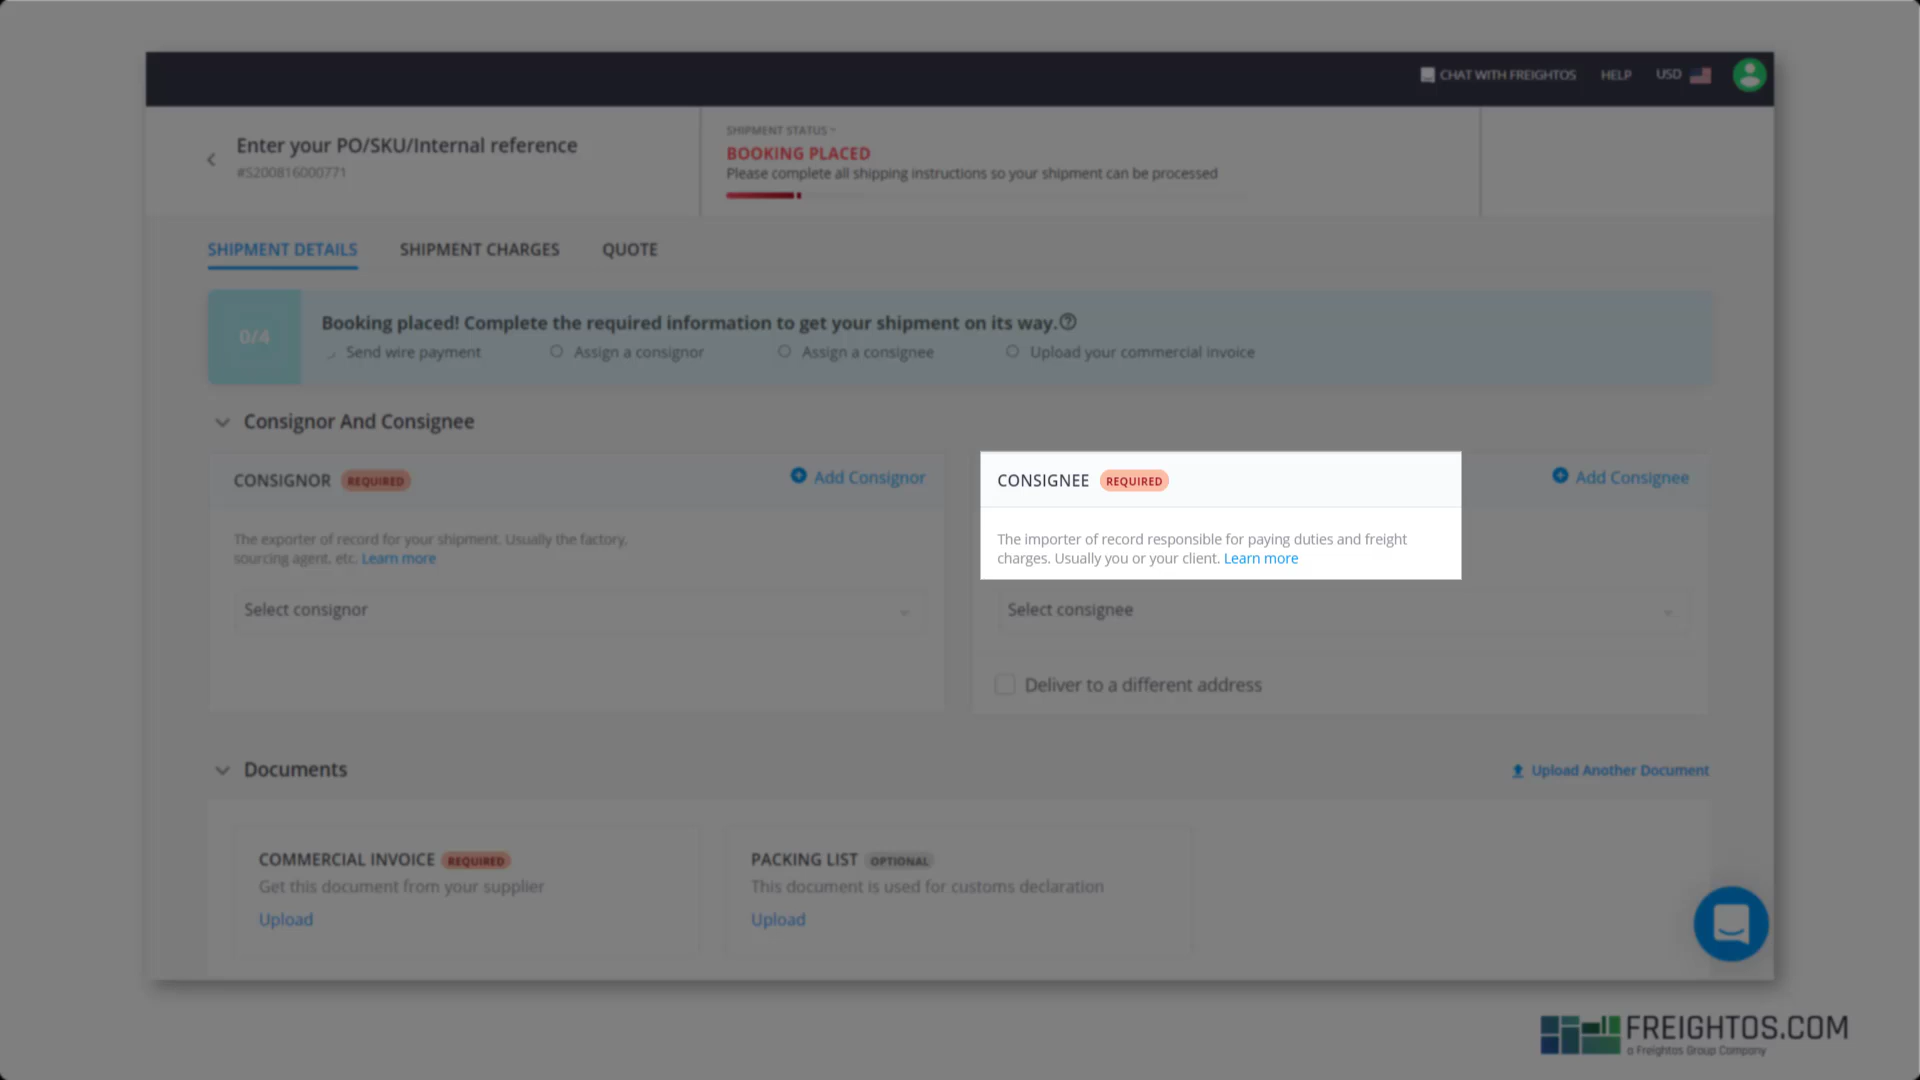 CHAT WITH FREIGHTOS HELP USD
Enter your PO/SKU/Internal reference
#S200816000771
SHIPMENT STATUS
BOOKING PLACED
Please complete all shipping instructions so your shipment can be processed
SHIPMENT DETAILS SHIPMENT CHARGES QUOTE
0/4
Booking placed! Complete the required information to get your shipment on its way.
Send wire payment Assign a consignor Assign a consignee Upload your commercial invoice
Consignor And Consignee
CONSIGNOR REQUIRED Add Consignor
The exporter of record for your shipment. Usually the factory,
sourcing agent, etc. Learn more
Select consignor
CONSIGNEE REQUIRED Add Consignee
The importer of record responsible for paying duties and freight
charges. Usually you or your client. Learn more
Select consignee
Deliver to a different address
Documents Upload Another Document
COMMERCIAL INVOICE REQUIRED
Get this document from your supplier
Upload
PACKING LIST OPTIONAL
This document is used for customs declaration
Upload
FREIGHTOS.COM
a Freightos Group Company